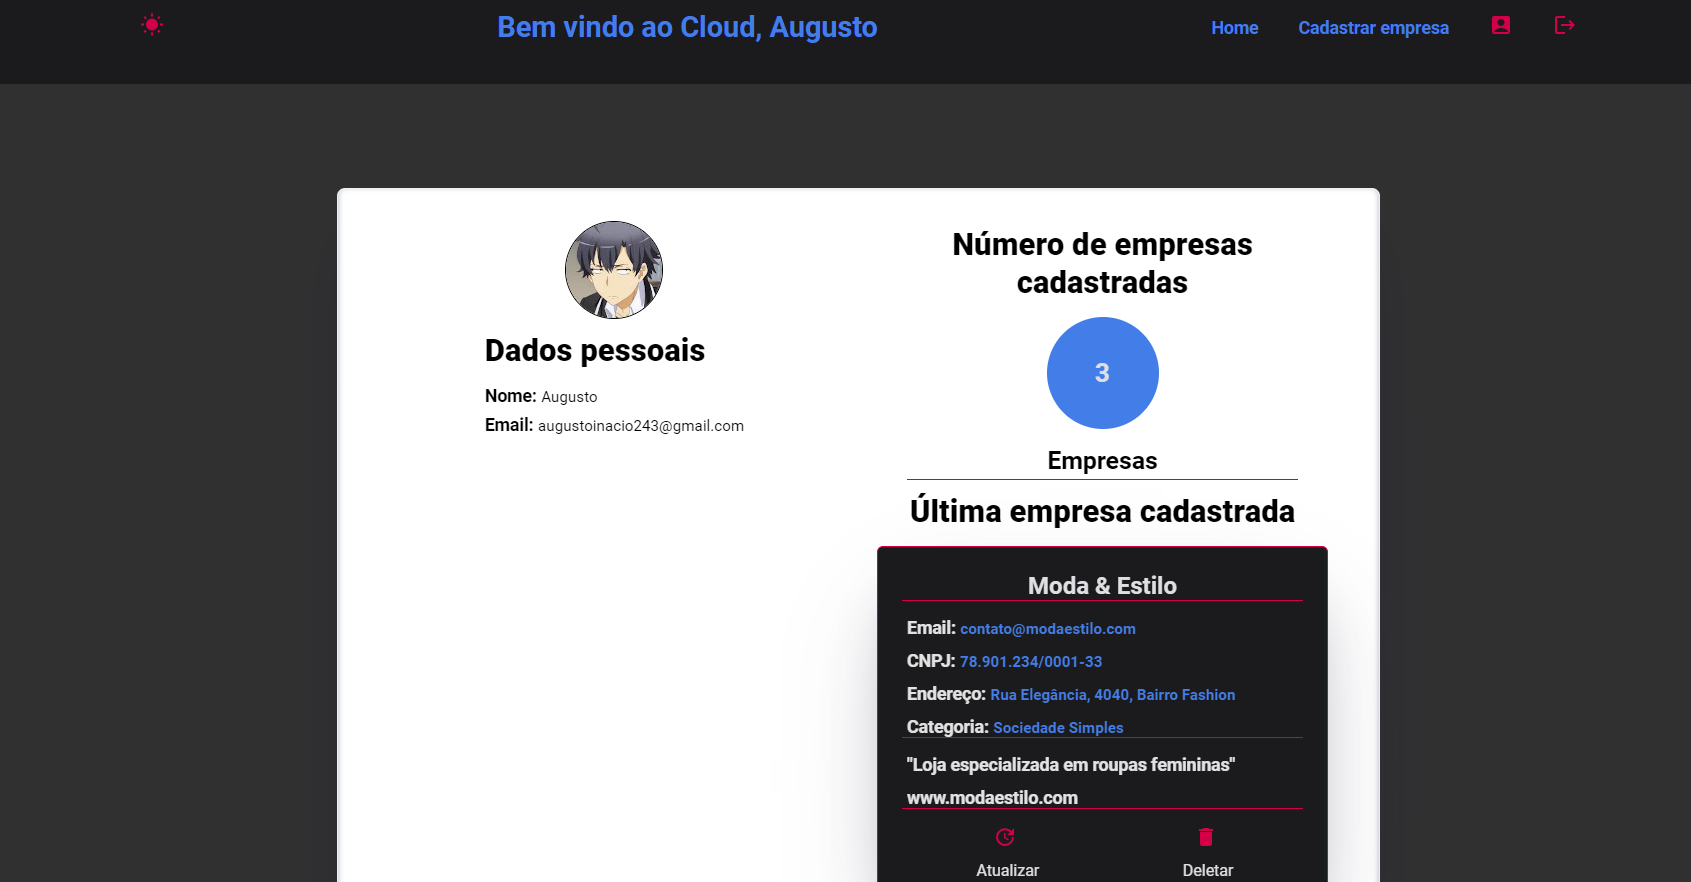 Bem vindo ao Cloud, Augusto
Home
Cadastrar empresa
Dados pessoais
Nome: Augusto
Email: augustoinacio243@gmail.com
Número de empresas
cadastradas
3
Empresas
Última empresa cadastrada
Moda & Estilo
Email: contato@modaestilo.com
CNPJ: 78.901.234/0001-33
Endereço: Rua Elegância, 4040, Bairro Fashion
Categoria: Sociedade Simples
"Loja especializada em roupas femininas"
www.modaestilo.com
Atualizar
Deletar